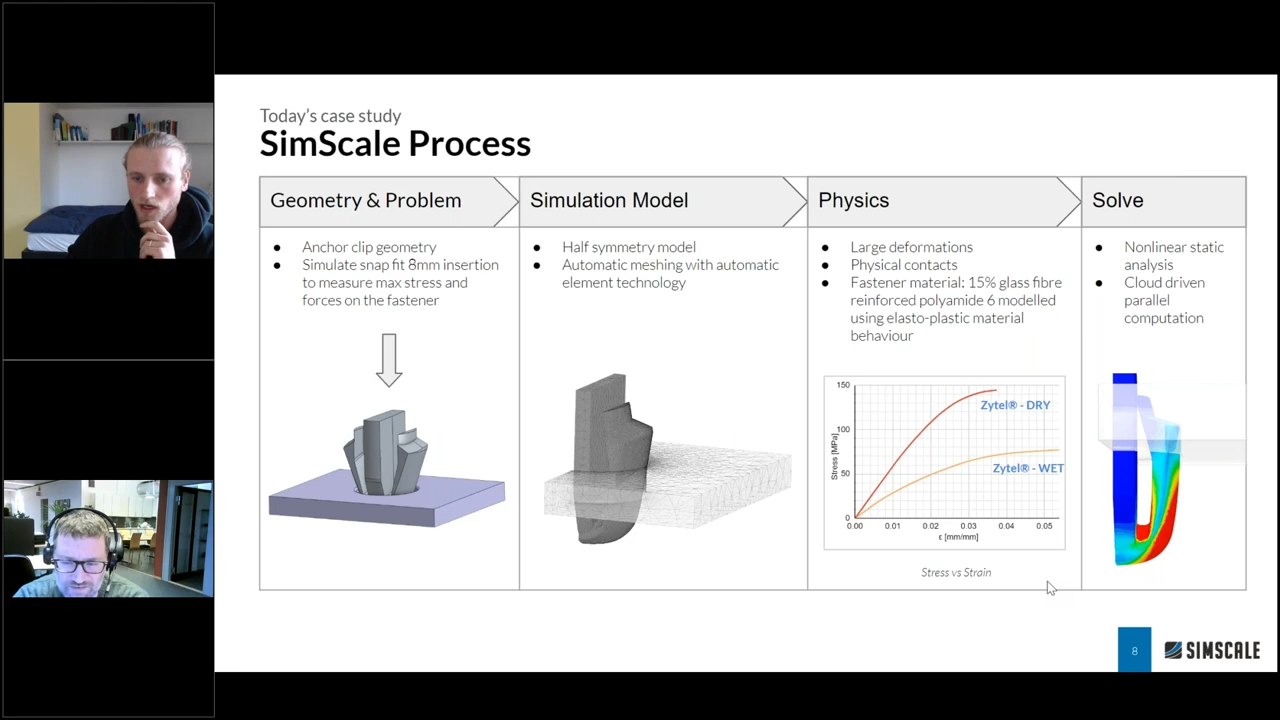 Today's case study
SimScale Process
Geometry & Problem
● Anchor clip geometry
● Simulate snap fit 8mm insertion
to measure max stress and
forces on the fastener
Simulation Model
● Half symmetry model
● Automatic meshing with automatic
element technology
Physics
● Large deformations
● Physical contacts
● Fastener material: 15% glass fibre
reinforced polyamide 6 modelled
using elasto-plastic material
behaviour
150
100
50
0
Stress [MPa]
Zytel® - DRY
Zytel® - WET
0.00 0.01 0.02 0.03 0.04 0.05
ε [mm/mm]
Stress vs Strain
Solve
● Nonlinear static
analysis
● Cloud driven
parallel
computation
8
SIMSCALE